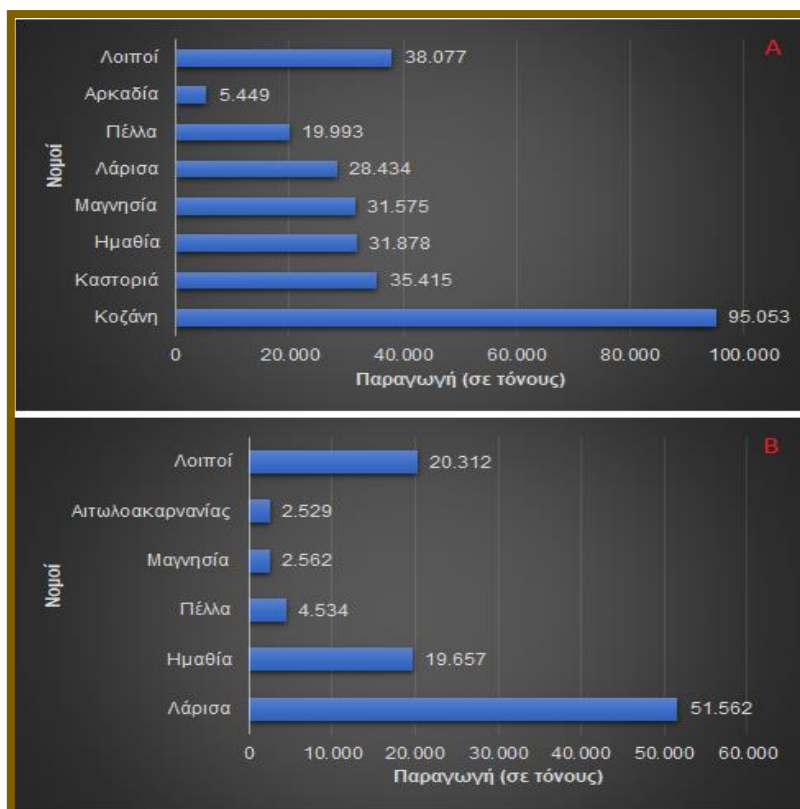 A
Νομοί
Λοιποί 38.077
Αρκαδία 5.449
Πέλλα 19.993
Λάρισα 28.434
Μαγνησία 31.575
Ημαθία 31.878
Καστοριά 35.415
Κοζάνη 95.053
0 20.000 40.000 60.000 80.000 100.000
Παραγωγή (σε τόνους)
B
Νομοί
Λοιποί 20.312
Αιτωλοακαρνανίας 2.529
Μαγνησία 2.562
Πέλλα 4.534
Ημαθία 19.657
Λάρισα 51.562
0 10.000 20.000 30.000 40.000 50.000 60.000
Παραγωγή (σε τόνους)